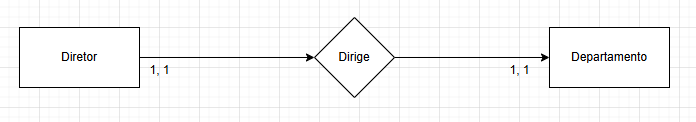 Diretor
Dirige
Departamento
1, 1
1, 1